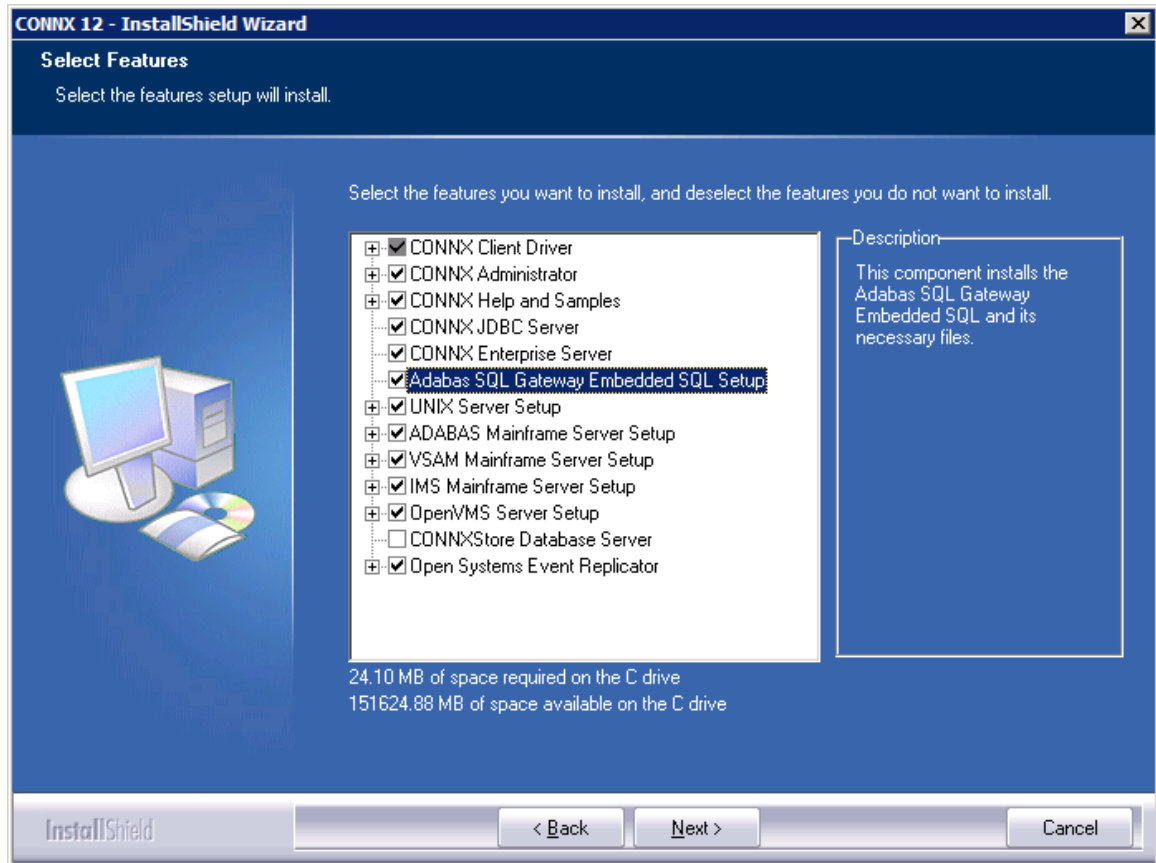 CONNX 12 - InstallShield Wizard
Select Features
Select the features setup will install.
Select the features you want to install, and deselect the features you do not want to install.
CONNX Client Driver
CONNX Administrator
CONNX Help and Samples
CONNX JDBC Server
CONNX Enterprise Server
Adabas SQL Gateway Embedded SQL Setup
UNIX Server Setup
ADABAS Mainframe Server Setup
VSAM Mainframe Server Setup
IMS Mainframe Server Setup
OpenVMS Server Setup
CONNXStore Database Server
Open Systems Event Replicator
Description
This component installs the
Adabas SQL Gateway
Embedded SQL and its
necessary files.
24.10 MB of space required on the C drive
151624.88 MB of space available on the C drive
InstallShield
< Back
Next >
Cancel